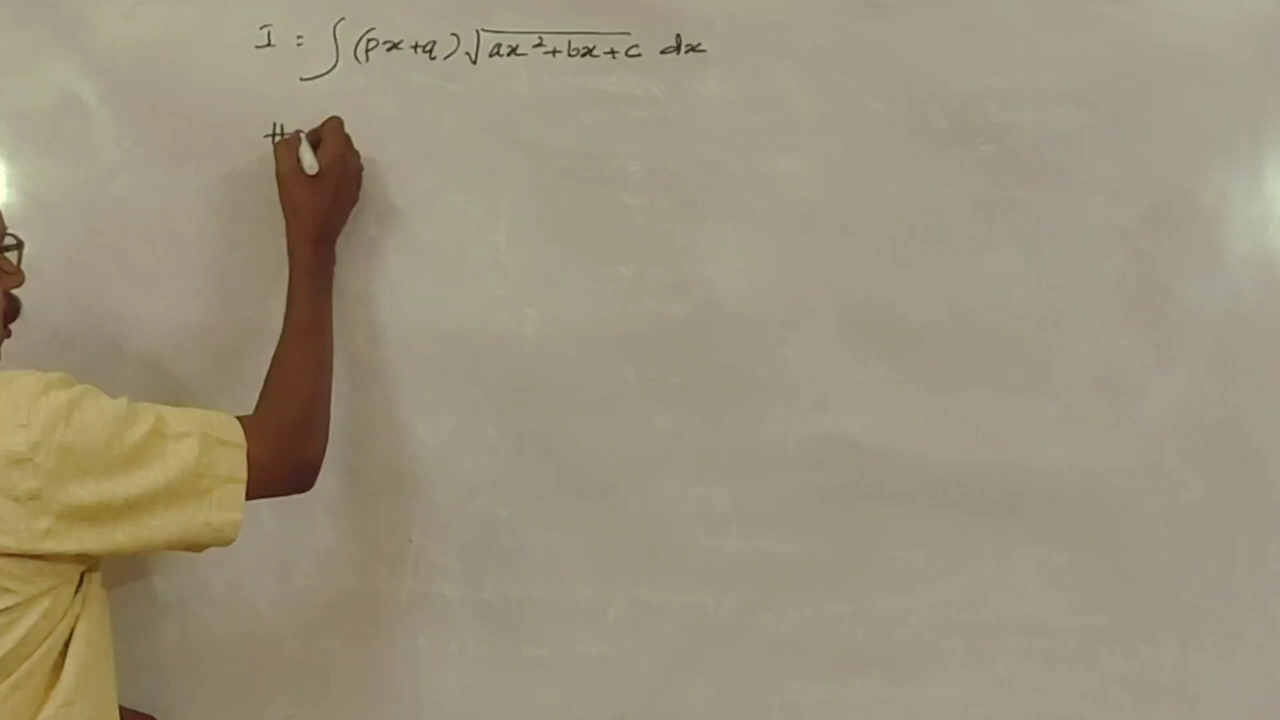 I = ∫(px+q)√(ax²+bx+c) dx
H